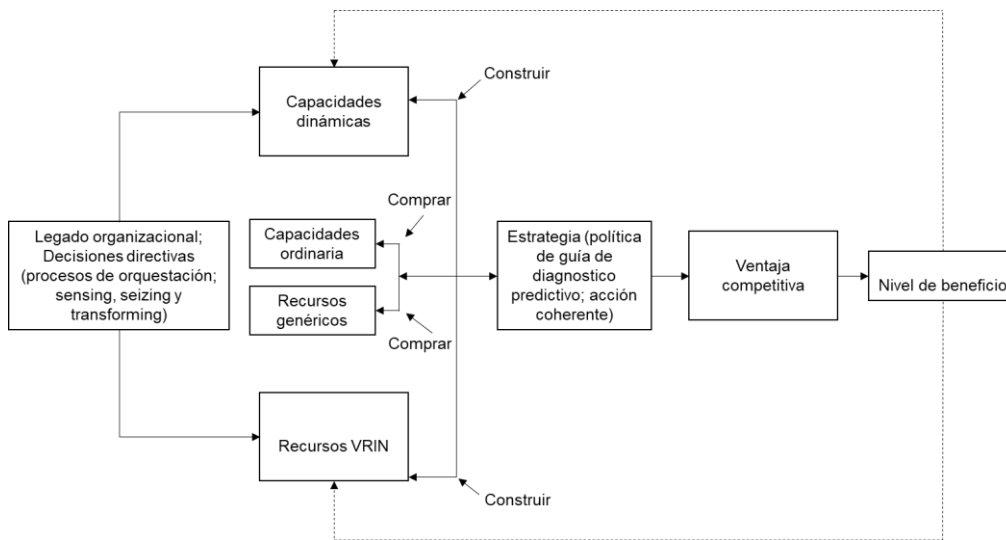 Construir
Capacidades
dinámicas
Comprar
Legado organizacional;
Decisiones directivas
(procesos de orquestación;
sensing, seizing y
transforming)
Capacidades
ordinaria
Recursos
genéricos
Comprar
Estrategia (política
de guía de
diagnostico
predictivo; acción
coherente)
Ventaja
competitiva
Nivel de beneficio
Recursos VRIN
Construir